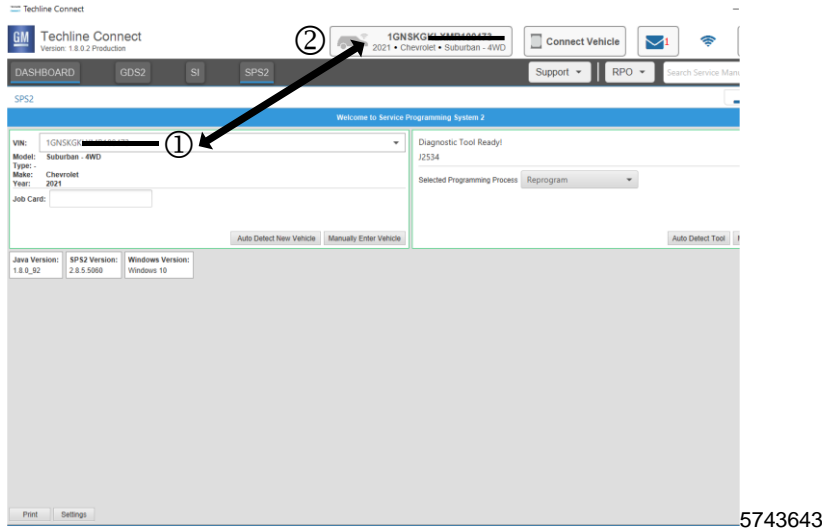 Techline Connect
GM Techline Connect
Version: 1.8.0.2 Production
②
2021 • Chevrolet • Suburban - 4WD
Connect Vehicle
1
DASHBOARD GDS2 SI SPS2
Support RPO Search Service Man
SPS2
Welcome to Service Programming System 2
VIN: 1GNSKGK
①
Model: Suburban - 4WD
Type: -
Make: Chevrolet
Year: 2021
Job Card:
Auto Detect New Vehicle Manually Enter Vehicle
Diagnostic Tool Ready!
J2534
Selected Programming Process Reprogram
Auto Detect Tool
Java Version: SPS2 Version: Windows Version:
1.8.0_92 2.8.5.5060 Windows 10
Print Settings
5743643